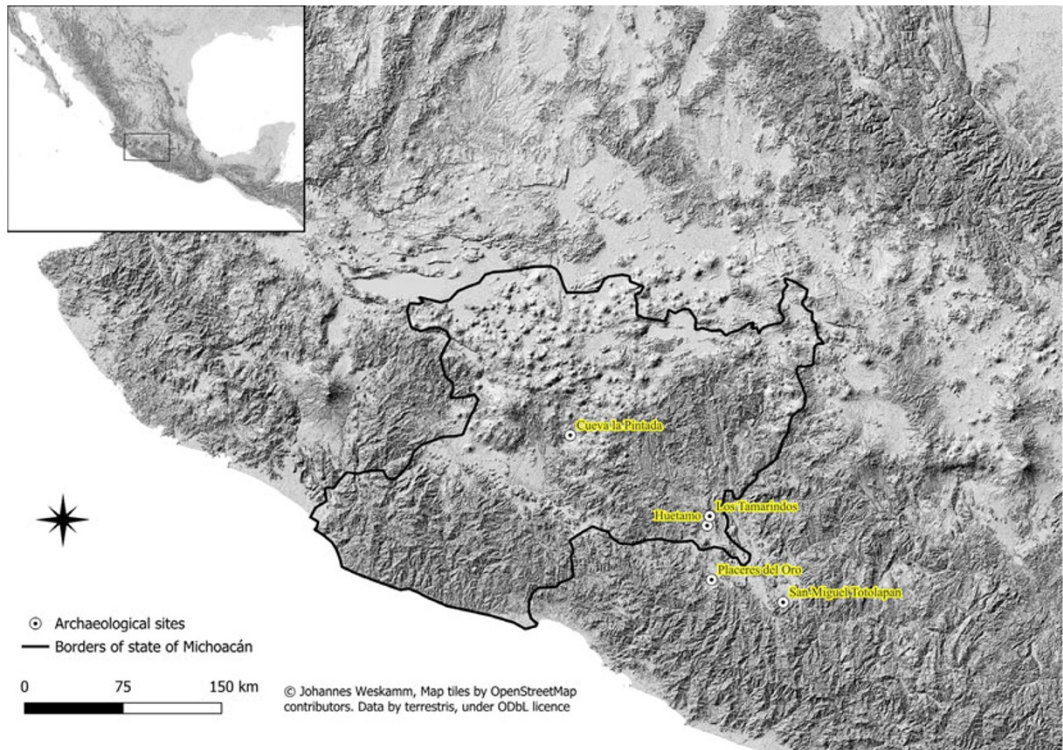 Cueva la Pintada
Los Tamarindos
Huetamo
Placeres del Oro
San Miguel Totolapan
Archaeological sites
Borders of state of Michoacán
0 75 150 km
© Johannes Weskamm, Map tiles by OpenStreetMap
contributors. Data by terrestris, under ODbL licence